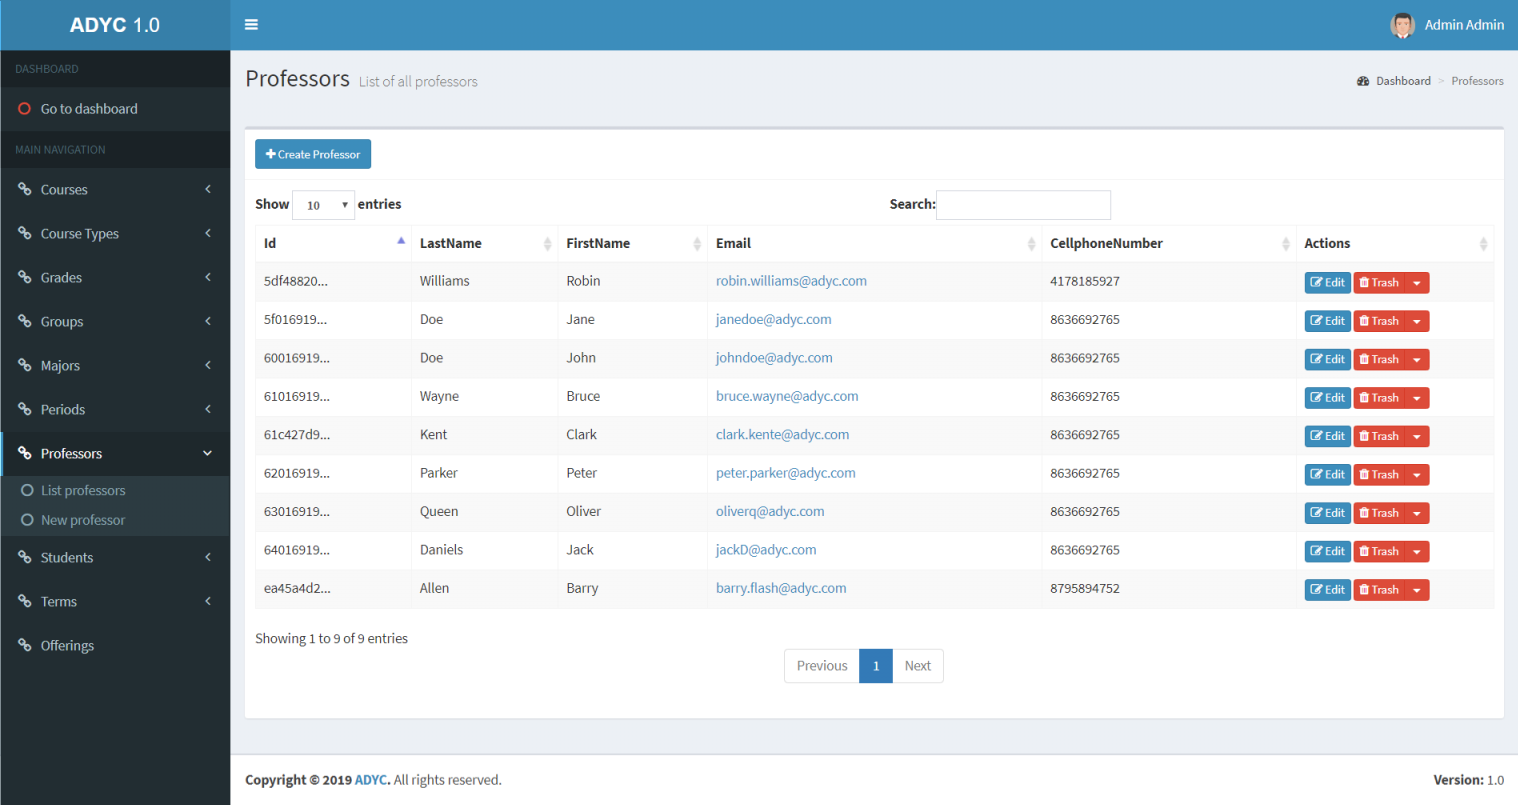 ADYC 1.0
Admin Admin
DASHBOARD
Go to dashboard
MAIN NAVIGATION
Courses
Course Types
Grades
Groups
Majors
Periods
Professors
List professors
New professor
Students
Terms
Offerings
Professors List of all professors
Dashboard > Professors
Create Professor
Show 10 entries
Search:
Id LastName FirstName Email CellphoneNumber Actions
5df48820... Williams Robin robin.williams@adyc.com 4178185927 Edit Trash
5f016919... Doe Jane janedoe@adyc.com 8636692765 Edit Trash
60016919... Doe John johndoe@adyc.com 8636692765 Edit Trash
61016919... Wayne Bruce bruce.wayne@adyc.com 8636692765 Edit Trash
61c427d9... Kent Clark clark.kente@adyc.com 8636692765 Edit Trash
62016919... Parker Peter peter.parker@adyc.com 8636692765 Edit Trash
63016919... Queen Oliver oliverq@adyc.com 8636692765 Edit Trash
64016919... Daniels Jack jackD@adyc.com 8636692765 Edit Trash
ea45a4d2... Allen Barry barry.flash@adyc.com 8795894752 Edit Trash
Showing 1 to 9 of 9 entries
Previous 1 Next
Copyright © 2019 ADYC. All rights reserved.
Version: 1.0